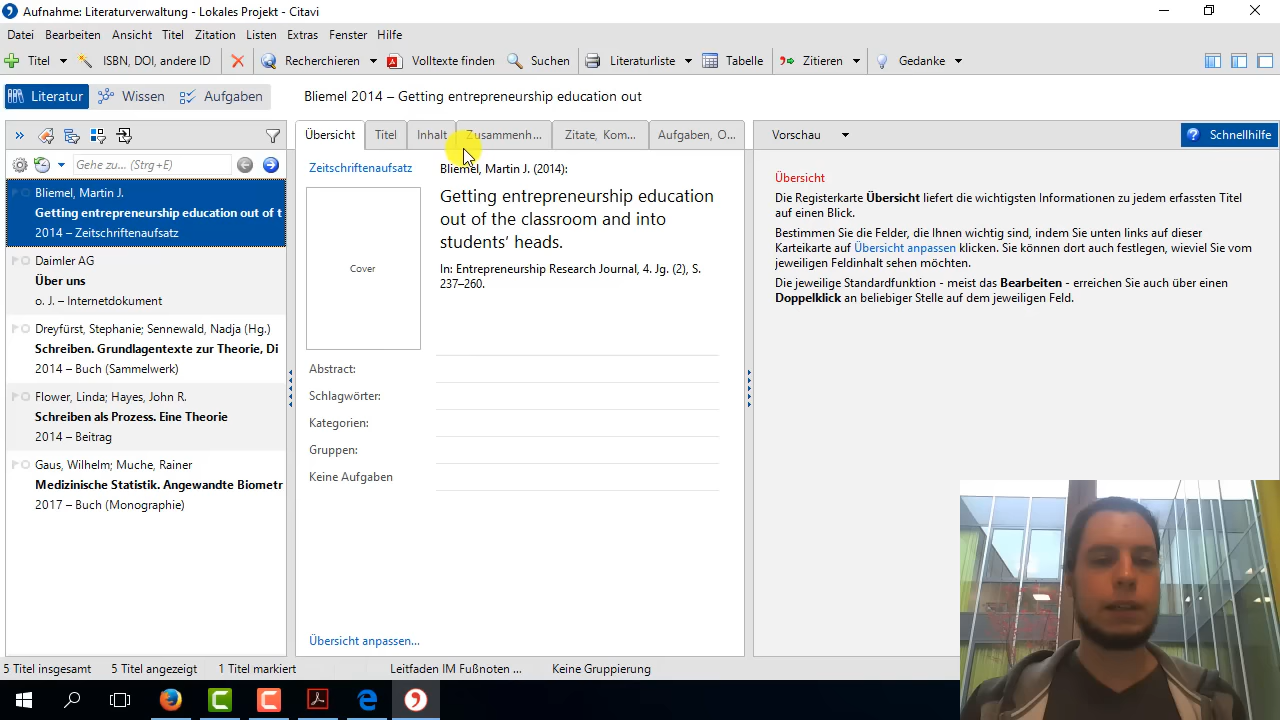 Aufnahme: Literaturverwaltung - Lokales Projekt - Citavi
Datei Bearbeiten Ansicht Titel Zitation Listen Extras Fenster Hilfe
Titel ISBN, DOI, andere ID Recherchieren Volltexte finden Suchen Literaturliste Tabelle Zitieren Gedanke
Literatur Wissen Aufgaben Bliemel 2014 – Getting entrepreneurship education out
Übersicht Titel Inhalt Zusammenh... Zitate, Kom... Aufgaben, O... Vorschau ? Schnellhilfe
Gehe zu... (Strg+E)
Bliemel, Martin J.
Getting entrepreneurship education out of t
2014 – Zeitschriftenaufsatz
Daimler AG
Über uns
o. J. – Internetdokument
Dreyfürst, Stephanie; Sennewald, Nadja (Hg.)
Schreiben. Grundlagentexte zur Theorie, Di
2014 – Buch (Sammelwerk)
Flower, Linda; Hayes, John R.
Schreiben als Prozess. Eine Theorie
2014 – Beitrag
Gaus, Wilhelm; Muche, Rainer
Medizinische Statistik. Angewandte Biometr
2017 – Buch (Monographie)
Zeitschriftenaufsatz
Cover
Bliemel, Martin J. (2014):
Getting entrepreneurship education
out of the classroom and into
students’ heads.
In: Entrepreneurship Research Journal, 4. Jg. (2), S.
237–260.
Abstract:
Schlagwörter:
Kategorien:
Gruppen:
Keine Aufgaben
Übersicht anpassen...
Übersicht
Die Registerkarte Übersicht liefert die wichtigsten Informationen zu jedem erfassten Titel
auf einen Blick.
Bestimmen Sie die Felder, die Ihnen wichtig sind, indem Sie unten links auf dieser
Karteikarte auf Übersicht anpassen klicken. Sie können dort auch festlegen, wieviel Sie vom
jeweiligen Feldinhalt sehen möchten.
Die jeweilige Standardfunktion - meist das Bearbeiten - erreichen Sie auch über einen
Doppelklick an beliebiger Stelle auf dem jeweiligen Feld.
5 Titel insgesamt 5 Titel angezeigt 1 Titel markiert Leitfaden IM Fußnoten ... Keine Gruppierung